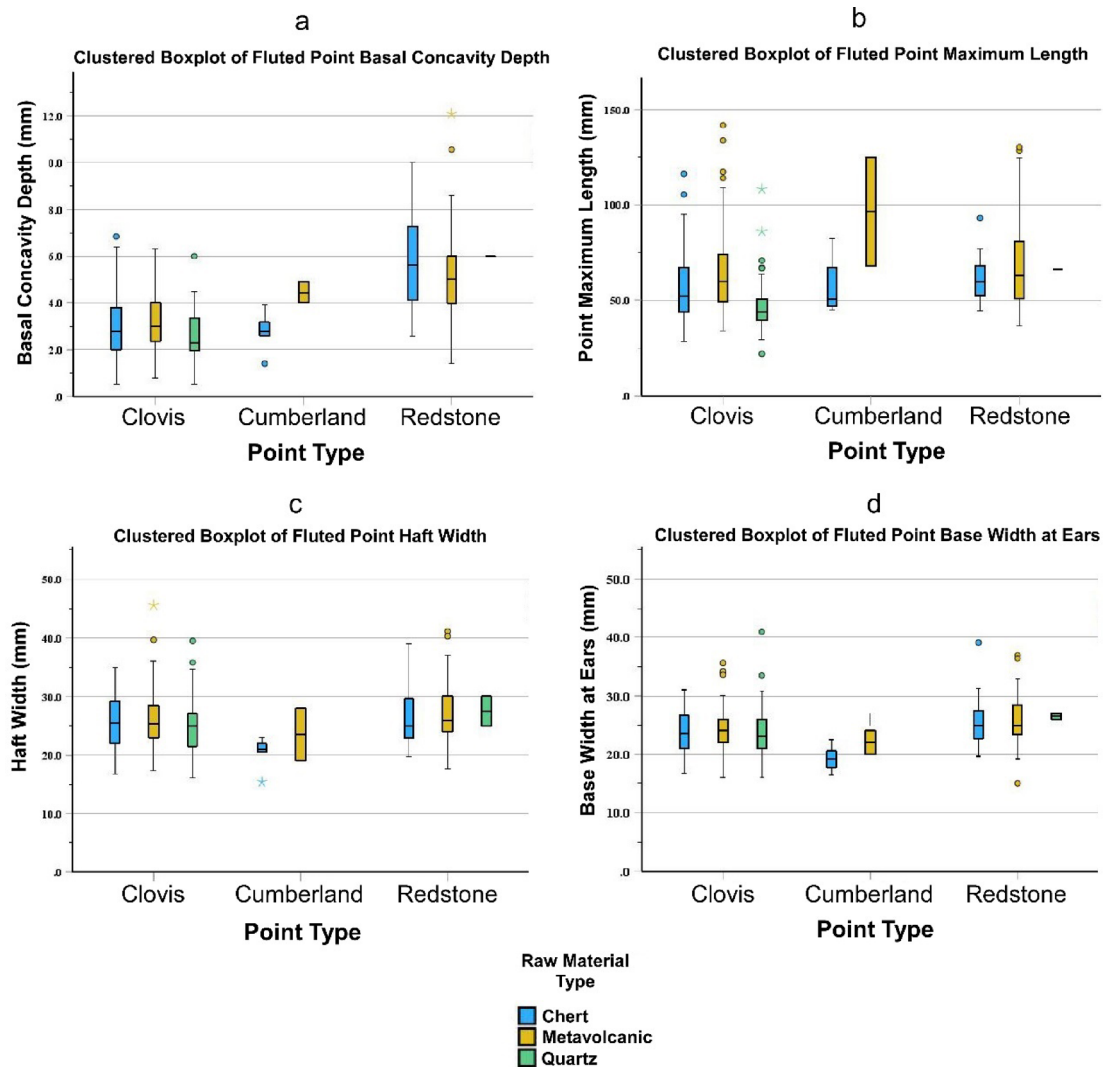 a
Clustered Boxplot of Fluted Point Basal Concavity Depth
Basal Concavity Depth (mm)
12.0
0.0
8.0
6.0
4.0
2.0
.0
Clovis Cumberland Redstone
Point Type
b
Clustered Boxplot of Fluted Point Maximum Length
Point Maximum Length (mm)
150.0
100.0
50.0
.0
Clovis Cumberland Redstone
Point Type
c
Clustered Boxplot of Fluted Point Haft Width
Haft Width (mm)
50.0
40.0
30.0
20.0
10.0
.0
Clovis Cumberland Redstone
Point Type
d
Clustered Boxplot of Fluted Point Base Width at Ears
Base Width at Ears (mm)
50.0
40.0
30.0
20.0
10.0
.0
Clovis Cumberland Redstone
Point Type
Raw Material
Type
Chert
Metavolcanic
Quartz